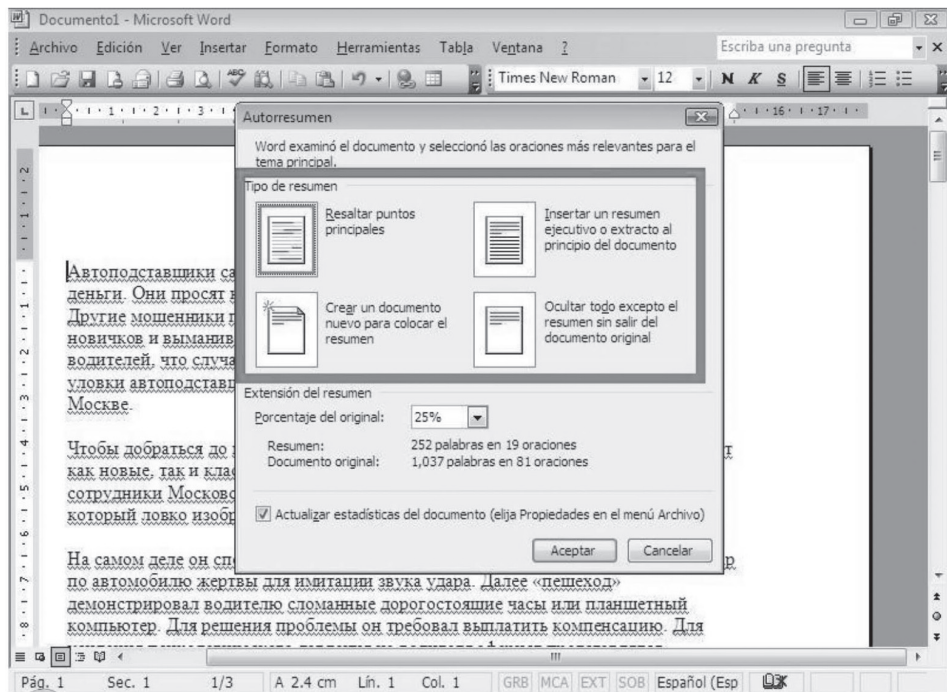 Documento1 - Microsoft Word
Archivo Edición Ver Insertar Formato Herramientas Tabla Ventana ? Escriba una pregunta
Times New Roman 12 N K S
1 2 3 16 17
Autorresumen
Word examinó el documento y seleccionó las oraciones más relevantes para el
tema principal.
Tipo de resumen
Resaltar puntos
principales
Insertar un resumen
ejecutivo o extracto al
principio del documento
Crear un documento
nuevo para colocar el
resumen
Ocultar todo excepto el
resumen sin salir del
documento original
Extensión del resumen
Porcentaje del original: 25%
Resumen: 252 palabras en 19 oraciones
Documento original: 1,037 palabras en 81 oraciones
Actualizar estadísticas del documento (elija Propiedades en el menú Archivo)
Aceptar Cancelar
Автоподставщики
деньги. Они просят
Другие мошенники
новичков и
водителей, что
уловки
Москве.
Чтобы добраться до
как новые, так и
сотрудники
который ловко
На самом деле он
по автомобилю жертвы для имитации звука удара. Далее «пешеход»
демонстрировал водителю сломанные дорогостоящие часы или планшетный
компьютер. Для решения проблемы он требовал выплатить компенсацию. Для
Pág. 1 Sec. 1 1/3 A 2.4 cm Lín. 1 Col. 1 GRB MCA EXT SOB Español (Esp